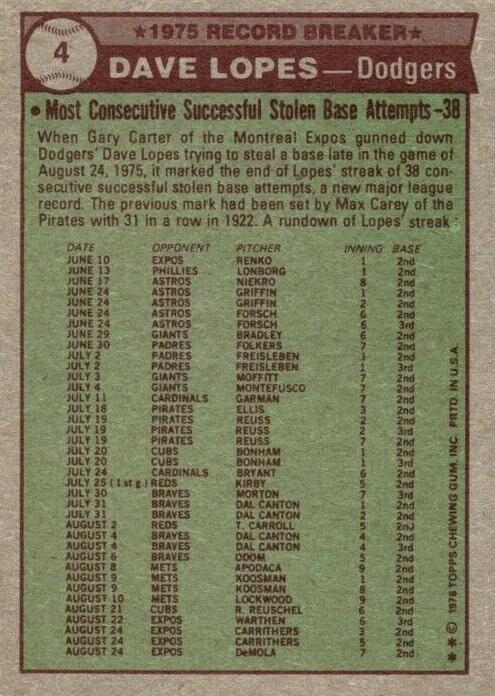 4
★1975 RECORD BREAKER★
DAVE LOPES—Dodgers
• Most Consecutive Successful Stolen Base Attempts-38
When Gary Carter of the Montreal Expos gunned down
Dodgers' Dave Lopes trying to steal a base late in the game of
August 24, 1975, it marked the end of Lopes' streak of 38 con-
secutive successful stolen base attempts, a new major league
record. The previous mark had been set by Max Carey of the
Pirates with 31 in a row in 1922. A rundown of Lopes' streak:
DATE OPPONENT PITCHER INNING BASE
JUNE 10 EXPOS RENKO 1 2nd
JUNE 13 PHILLIES LONBORG 1 2nd
JUNE 17 ASTROS NIEKRO 8 2nd
JUNE 24 ASTROS GRIFFIN 1 2nd
JUNE 24 ASTROS GRIFFIN 2 2nd
JUNE 24 ASTROS FORSCH 6 2nd
JUNE 24 ASTROS FORSCH 6 3rd
JUNE 29 GIANTS BRADLEY 6 2nd
JUNE 30 PADRES FOLKERS 7 2nd
JULY 2 PADRES FREISLEBEN 1 2nd
JULY 2 PADRES FREISLEBEN 1 3rd
JULY 3 GIANTS MOFFITT 7 2nd
JULY 4 GIANTS MONTEFUSCO 7 2nd
JULY 11 CARDINALS GARMAN 7 2nd
JULY 18 PIRATES ELLIS 3 2nd
JULY 19 PIRATES REUSS 2 2nd
JULY 19 PIRATES REUSS 2 3rd
JULY 19 PIRATES REUSS 7 2nd
JULY 20 CUBS BONHAM 1 2nd
JULY 20 CUBS BONHAM 1 3rd
JULY 24 CARDINALS BRYANT 6 2nd
JULY 25 (1st g.) REDS KIRBY 5 2nd
JULY 30 BRAVES MORTON 7 3rd
JULY 31 BRAVES DAL CANTON 1 2nd
JULY 31 BRAVES DAL CANTON 2 2nd
AUGUST 2 REDS T. CARROLL 5 2nd
AUGUST 4 BRAVES DAL CANTON 4 2nd
AUGUST 4 BRAVES DAL CANTON 4 3rd
AUGUST 6 BRAVES ODOM 5 2nd
AUGUST 8 METS APODACA 9 2nd
AUGUST 9 METS KOOSMAN 1 2nd
AUGUST 9 METS KOOSMAN 8 2nd
AUGUST 10 METS LOCKWOOD 9 2nd
AUGUST 21 CUBS R. REUSCHEL 6 2nd
AUGUST 22 EXPOS WARTHEN 6 3rd
AUGUST 24 EXPOS CARRITHERS 3 2nd
AUGUST 24 EXPOS CARRITHERS 5 2nd
AUGUST 24 EXPOS DeMOLA 7 2nd
** © 1976 TOPPS CHEWING GUM, INC. PRTD. IN U.S.A.